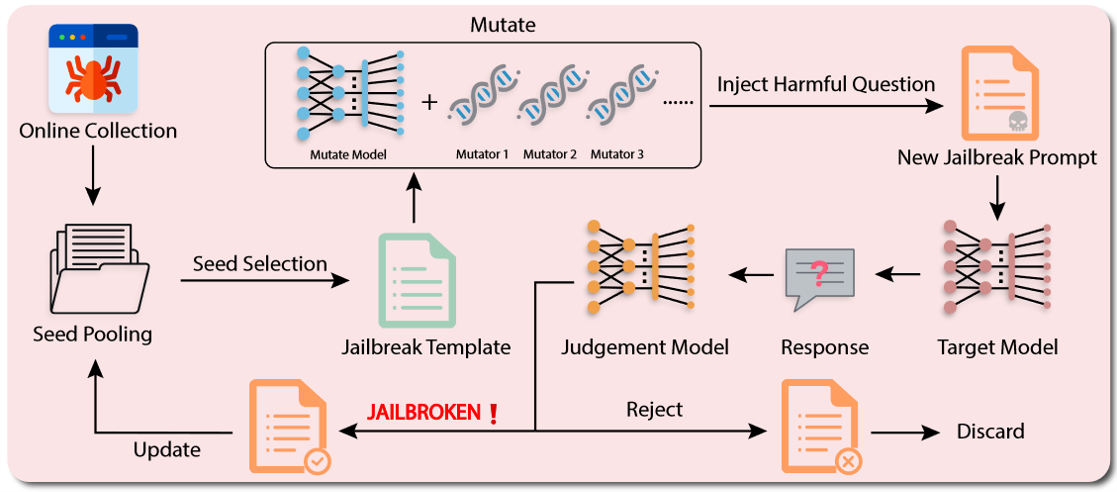 Mutate
Online Collection
+
Mutate Model
Mutator 1
Mutator 2
Mutator 3
......
Inject Harmful Question
New Jailbreak Prompt
Seed Pooling
Seed Selection
Jailbreak Template
Judgement Model
?
Response
Target Model
JAILBROKEN !
Reject
Update
Discard